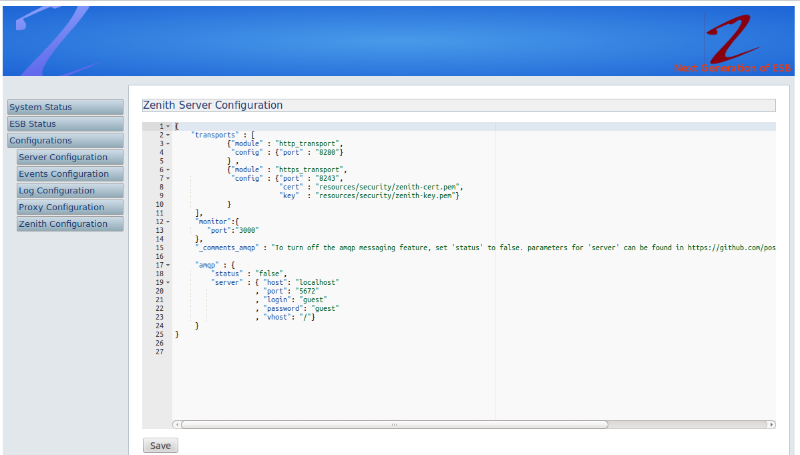 Next Generation of ESB
System Status
ESB Status
Configurations
Server Configuration
Events Configuration
Log Configuration
Proxy Configuration
Zenith Configuration
Zenith Server Configuration
1 {
2 "transports" : [
3 {"module" : "http_transport",
4 "config" : {"port" : "8280"}
5 } ,
6 {"module" : "https_transport",
7 "config" : {"port" : "8243",
8 "cert" : "resources/security/zenith-cert.pem",
9 "key" : "resources/security/zenith-key.pem"}
10 }
11 ],
12 "monitor":{
13 "port":"3000"
14 },
15 "_comments_amqp" : "To turn off the amqp messaging feature, set 'status' to false. parameters for 'server' can be found in https://github.com/pos
16
17 "amqp" : {
18 "status" : "false",
19 "server" : { "host": "localhost"
20 , "port": "5672"
21 , "login": "guest"
22 , "password": "guest"
23 , "vhost": "/"}
24 }
25 }
26
27
Save